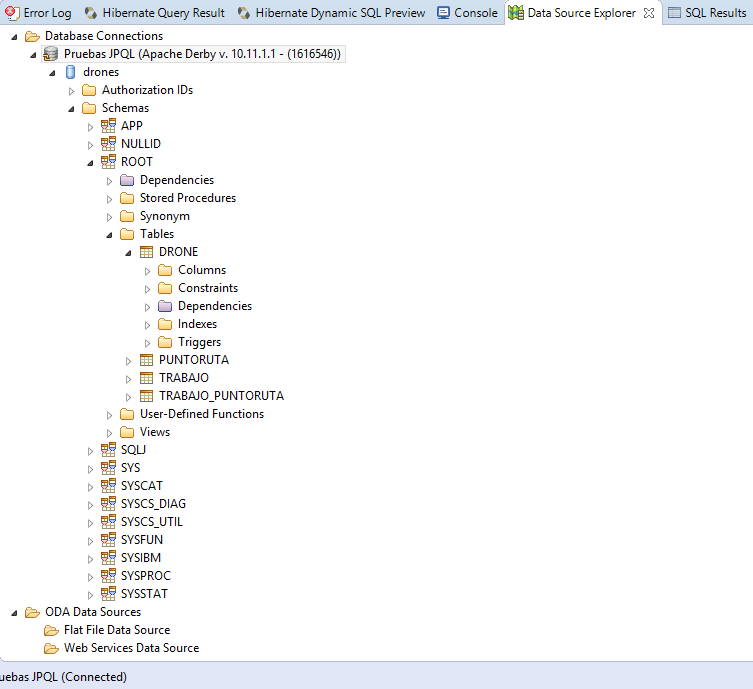 Error Log Hibernate Query Result Hibernate Dynamic SQL Preview Console Data Source Explorer SQL Results
Database Connections
Pruebas JPQL (Apache Derby v. 10.11.1.1 - (1616546))
drones
Authorization IDs
Schemas
APP
NULLID
ROOT
Dependencies
Stored Procedures
Synonym
Tables
DRONE
Columns
Constraints
Dependencies
Indexes
Triggers
PUNTORUTA
TRABAJO
TRABAJO_PUNTORUTA
User-Defined Functions
Views
SQLJ
SYS
SYSCAT
SYSCS_DIAG
SYSCS_UTIL
SYSFUN
SYSIBM
SYSPROC
SYSSTAT
ODA Data Sources
Flat File Data Source
Web Services Data Source
uebas JPQL (Connected)